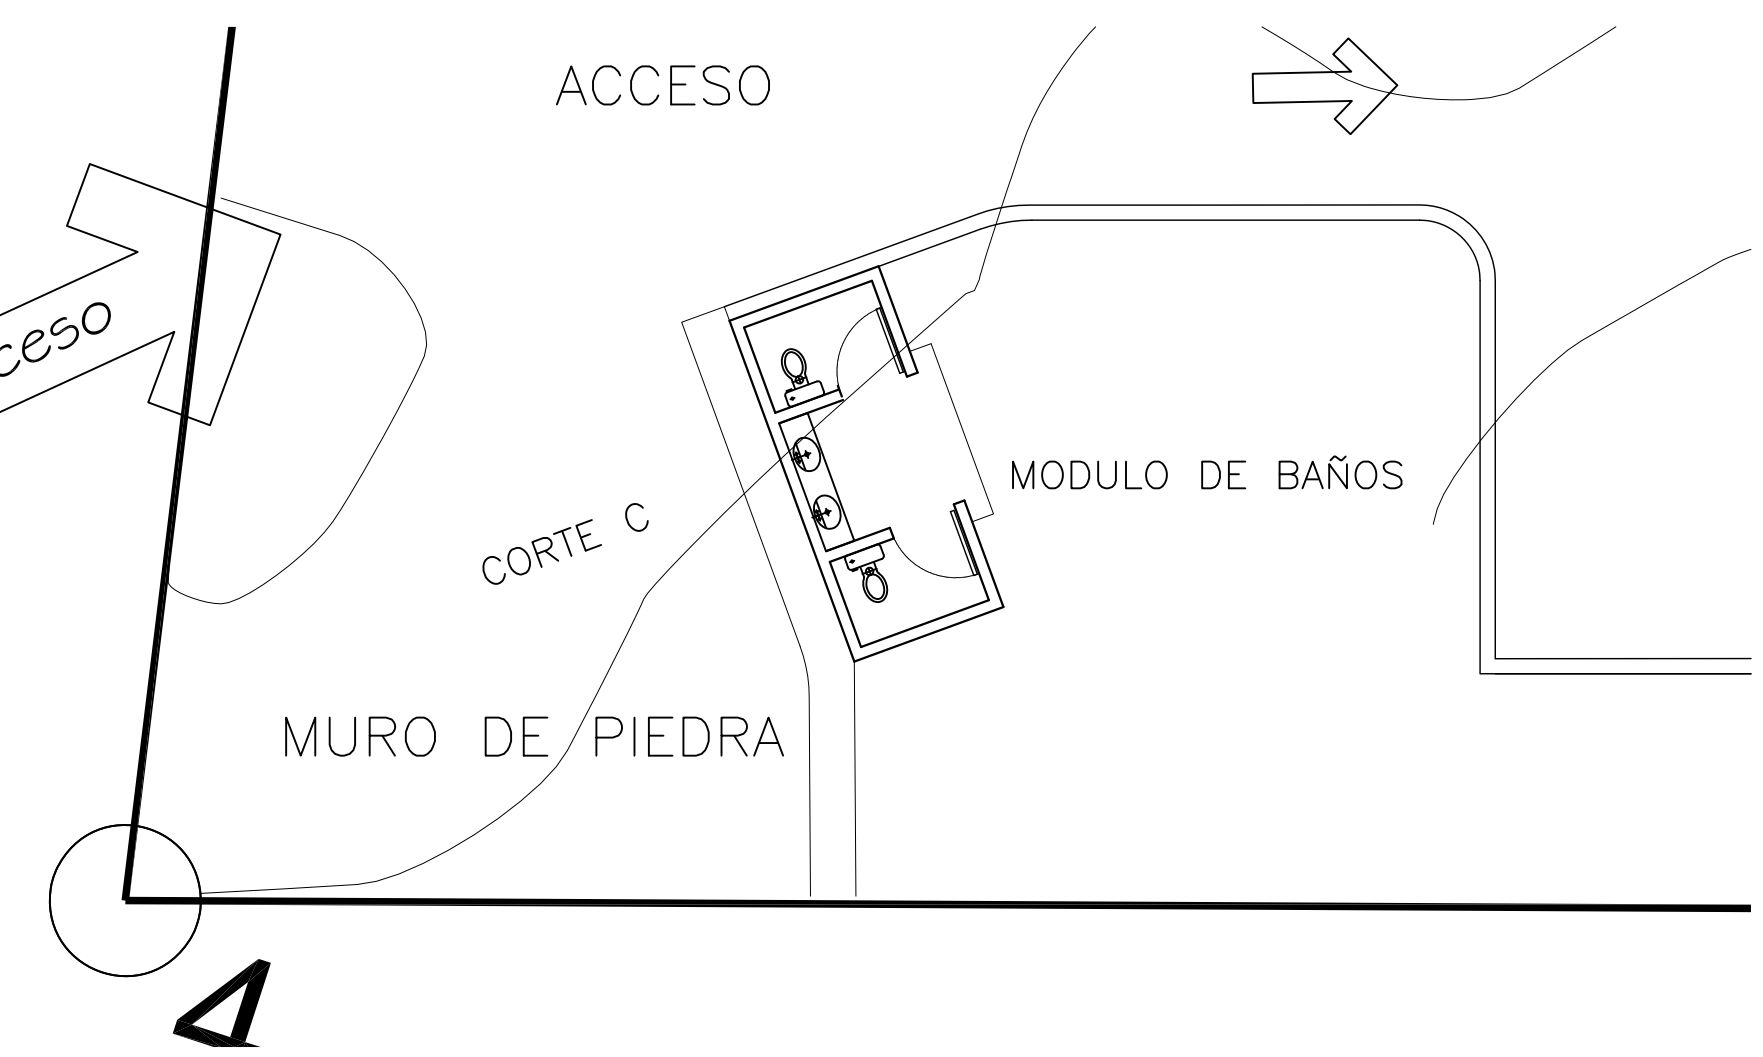 ACCESO
ceso
MODULO DE BAÑOS
CORTE C
MURO DE PIEDRA
A